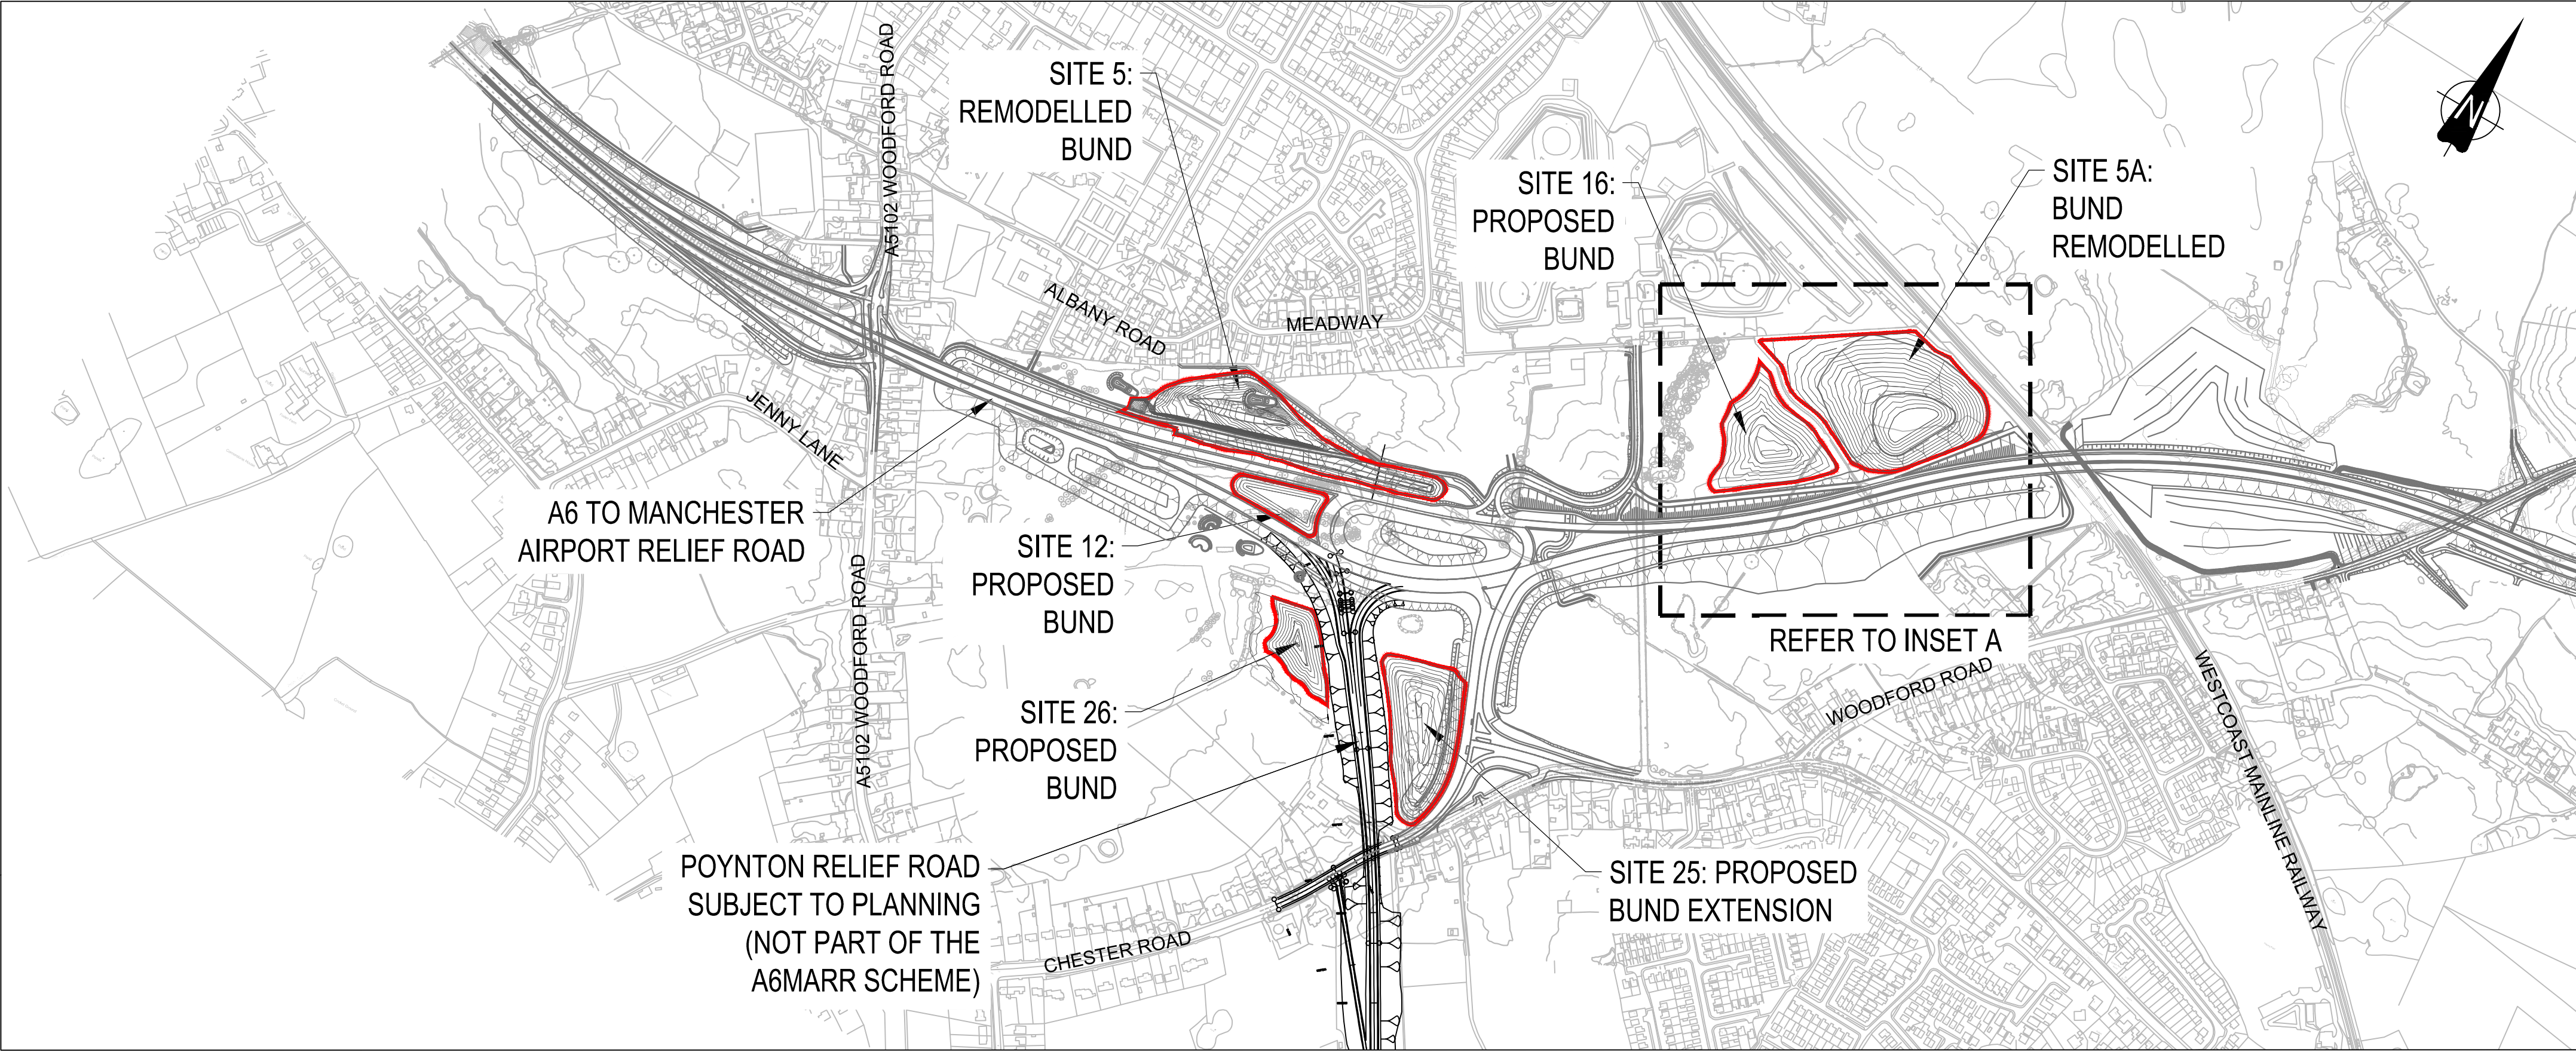 A5102 WOODFORD ROAD
SITE 5:
REMODELLED
BUND
SITE 16:
PROPOSED
BUND
SITE 5A:
BUND
REMODELLED
N
ALBANY ROAD
MEADWAY
JENNY LANE
A6 TO MANCHESTER
AIRPORT RELIEF ROAD
SITE 12:
PROPOSED
BUND
A5102 WOODFORD ROAD
REFER TO INSET A
WOODFORD ROAD
WESTCOAST MAINLINE RAILWAY
SITE 26:
PROPOSED
BUND
POYNTON RELIEF ROAD
SUBJECT TO PLANNING
(NOT PART OF THE
A6MARR SCHEME)
SITE 25: PROPOSED
BUND EXTENSION
CHESTER ROAD